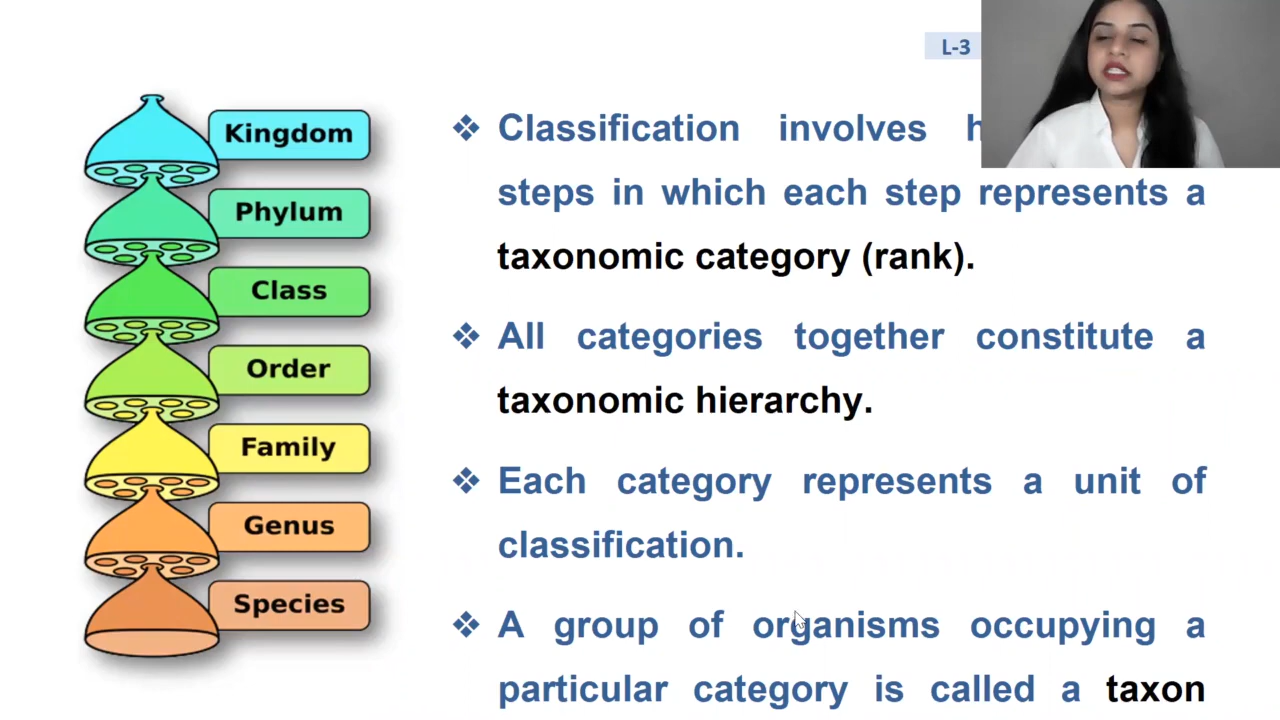 L-3
Kingdom
Phylum
Class
Order
Family
Genus
Species
❖ Classification involves
steps in which each step represents a
taxonomic category (rank).
❖ All categories together constitute a
taxonomic hierarchy.
❖ Each category represents a unit of
classification.
❖ A group of organisms occupying a
particular category is called a taxon